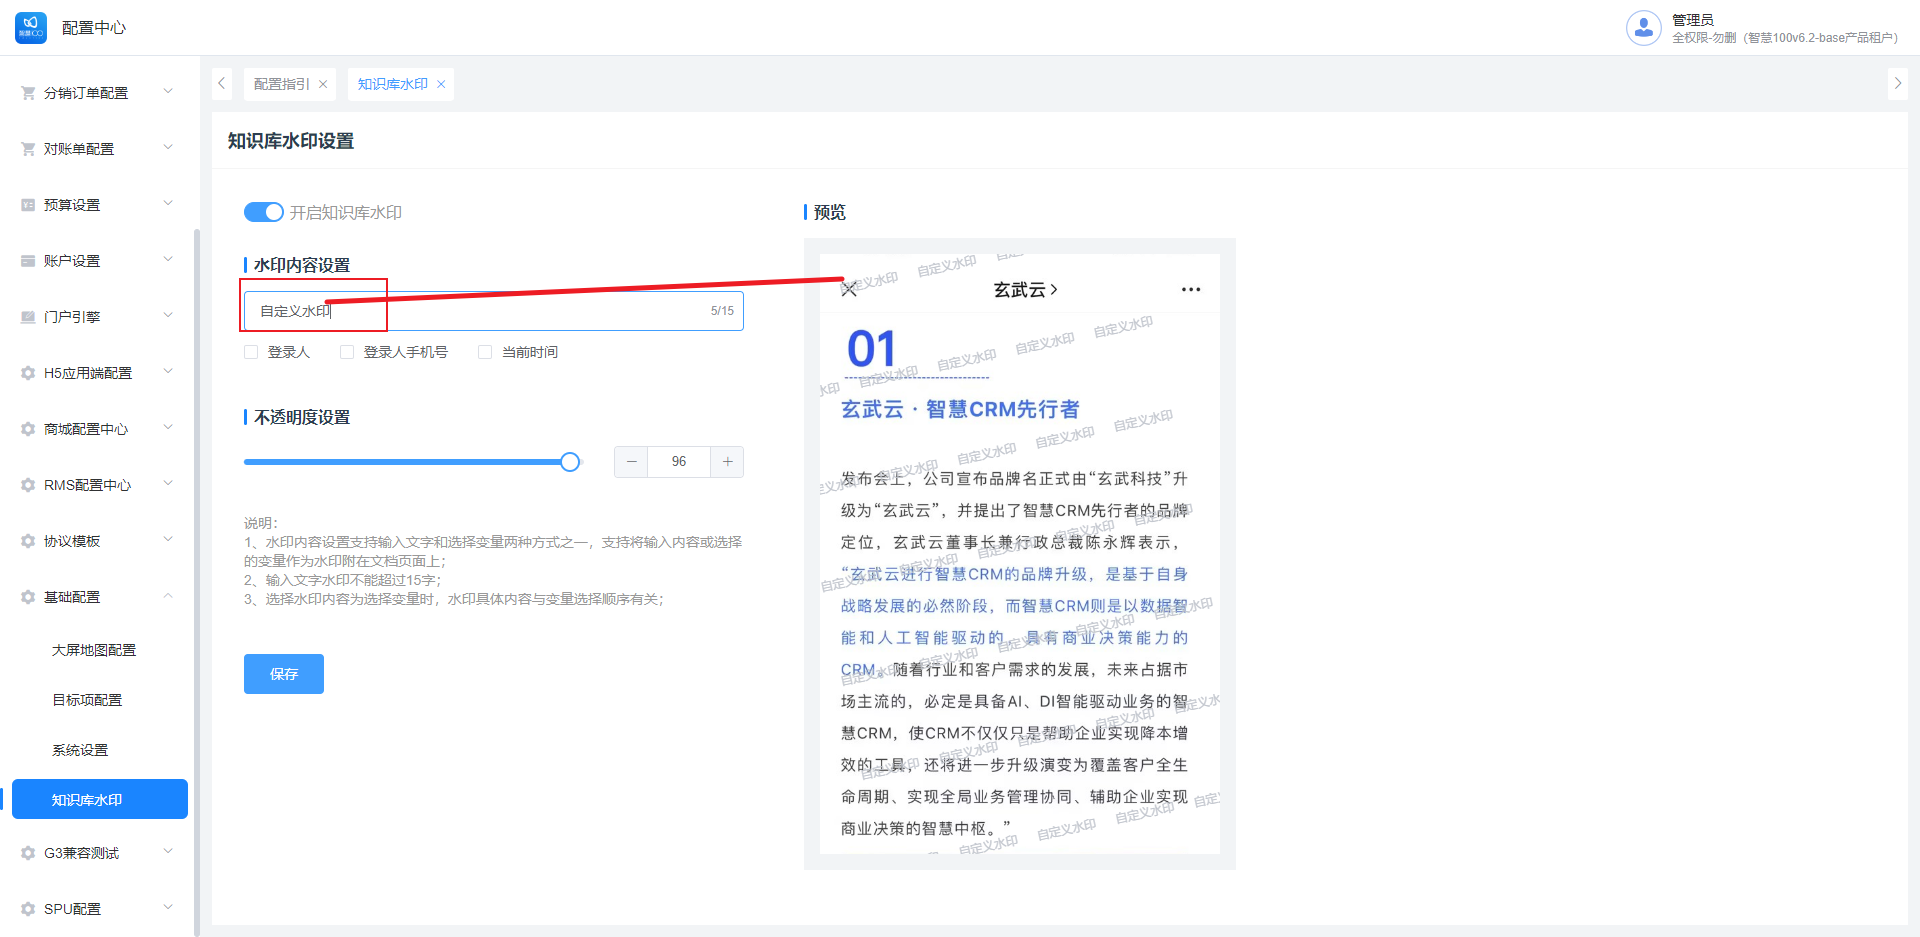 配置中心
管理员
全权限-勿删（智慧100v6.2-base产品租户）
分销订单配置
对账单配置
预算设置
账户设置
门户引擎
H5应用端配置
商城配置中心
RMS配置中心
协议模板
基础配置
大屏地图配置
目标项配置
系统设置
知识库水印
G3兼容测试
SPU配置
配置指引
知识库水印
知识库水印设置
开启知识库水印
水印内容设置
自定义水印
5/15
登录人 登录人手机号 当前时间
不透明度设置
96
说明：
1、水印内容设置支持输入文字和选择变量两种方式之一，支持将输入内容或选择
的变量作为水印附在文档页面上；
2、输入文字水印不能超过15字；
3、选择水印内容为选择变量时，水印具体内容与变量选择顺序有关；
保存
预览
玄武云
01
玄武云 · 智慧CRM先行者
发布会上，公司宣布品牌名正式由“玄武科技”升
级为“玄武云”，并提出了智慧CRM先行者的品牌
定位，玄武云董事长兼行政总裁陈永辉表示，
“玄武云进行智慧CRM的品牌升级，是基于自身
战略发展的必然阶段，而智慧CRM则是以数据智
能和人工智能驱动的，具有商业决策能力的
CRM。随着行业和客户需求的发展，未来占据市
场主流的，必定是具备AI、DI智能驱动业务的智
慧CRM，使CRM不仅仅只是帮助企业实现降本增
效的工具，还将进一步升级演变为覆盖客户全生
命周期、实现全局业务管理协同、辅助企业实现
商业决策的智慧中枢。”
自定义水印